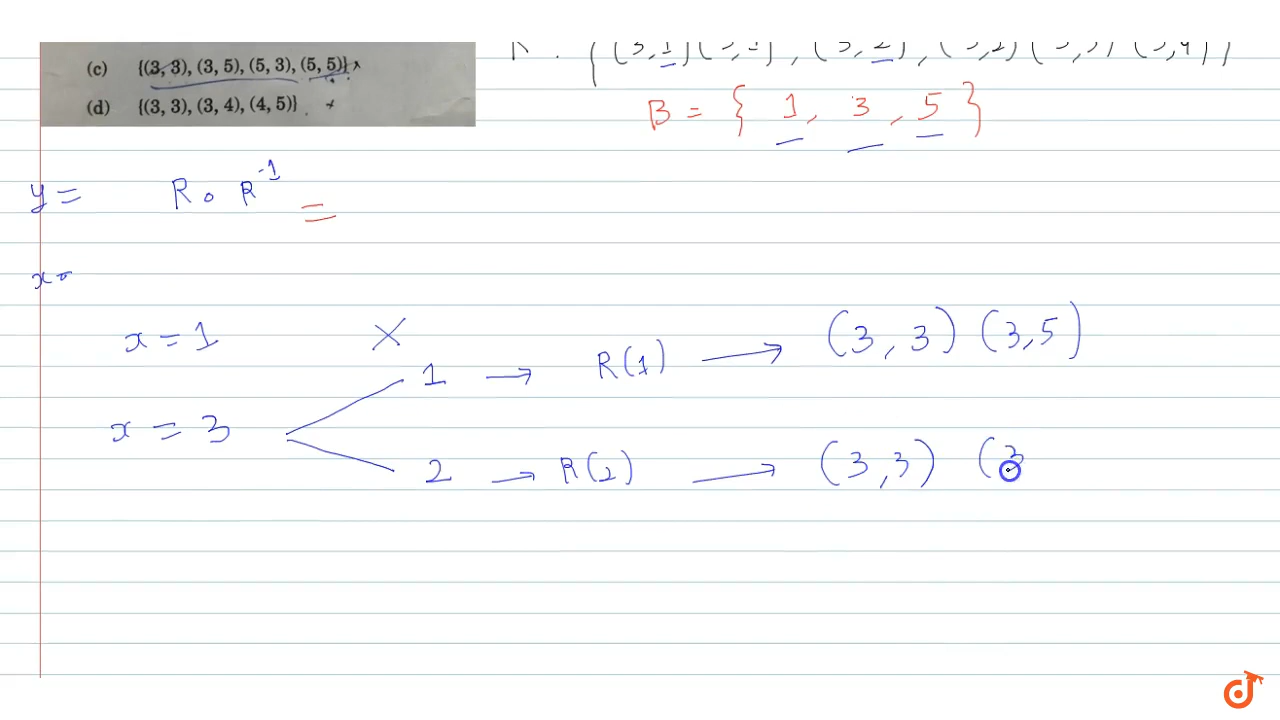 (c) {(3, 3), (3, 5), (5, 3), (5, 5)}
(d) {(3, 3), (3, 4), (4, 5)}
B = { 1, 3, 5 }
y = R ∘ R⁻¹ =
x =
x = 1 ✗
1 → R(1) → (3, 3) (3, 5)
x = 3
2 → R(2) → (3, 3) (3